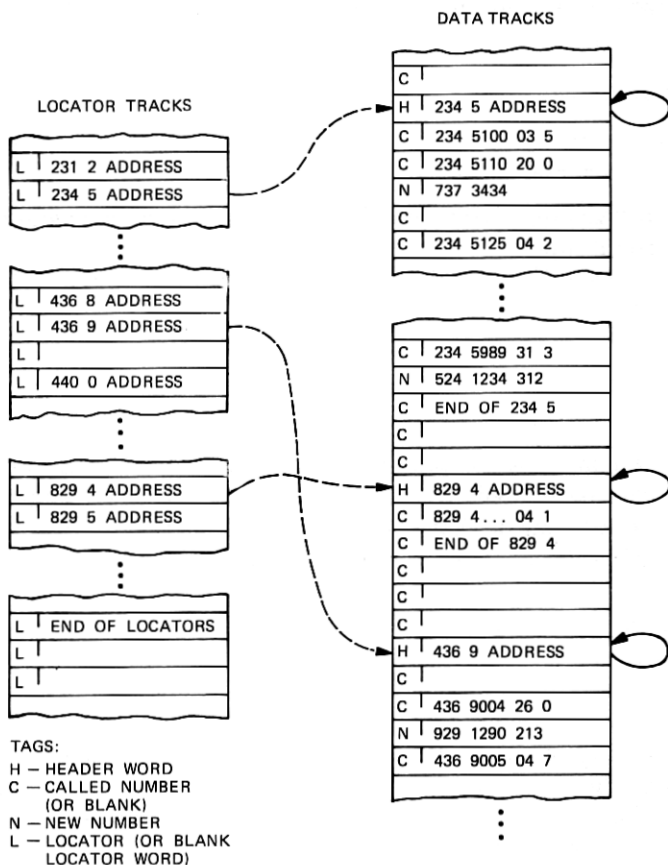 DATA TRACKS
LOCATOR TRACKS
L 231 2 ADDRESS
L 234 5 ADDRESS
L 436 8 ADDRESS
L 436 9 ADDRESS
L
L 440 0 ADDRESS
L 829 4 ADDRESS
L 829 5 ADDRESS
L END OF LOCATORS
L
L
C
H 234 5 ADDRESS
C 234 5100 03 5
C 234 5110 20 0
N 737 3434
C
C 234 5125 04 2
C 234 5989 31 3
N 524 1234 312
C END OF 234 5
C
C
H 829 4 ADDRESS
C 829 4... 04 1
C END OF 829 4
C
C
C
H 436 9 ADDRESS
C
C 436 9004 26 0
N 929 1290 213
C 436 9005 04 7
TAGS:
H – HEADER WORD
C – CALLED NUMBER
(OR BLANK)
N – NEW NUMBER
L – LOCATOR (OR BLANK
LOCATOR WORD)